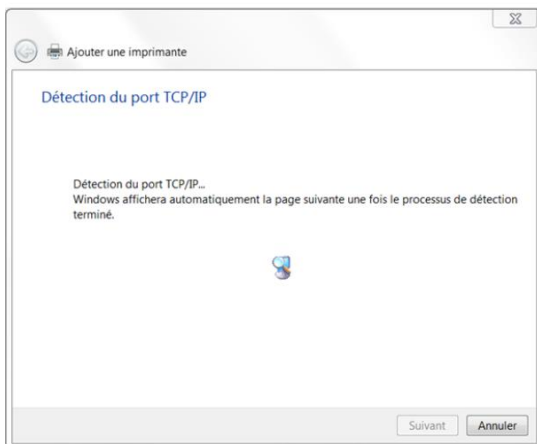 Ajouter une imprimante
Détection du port TCP/IP
Détection du port TCP/IP...
Windows affichera automatiquement la page suivante une fois le processus de détection
terminé.
Suivant
Annuler